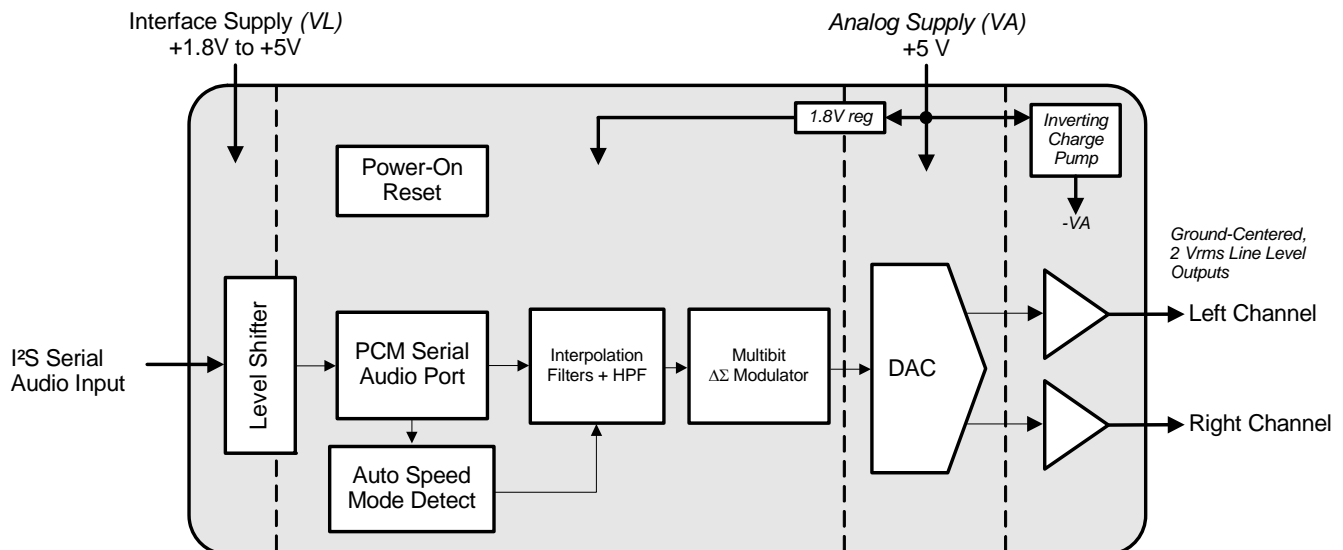 Interface Supply (VL)
+1.8V to +5V
Analog Supply (VA)
+5 V
1.8V reg
Inverting
Charge
Pump
-VA
Power-On
Reset
Ground-Centered,
2 Vrms Line Level
Outputs
I²S Serial
Audio Input
Level Shifter
PCM Serial
Audio Port
Interpolation
Filters + HPF
Multibit
ΔΣ Modulator
DAC
Left Channel
Right Channel
Auto Speed
Mode Detect